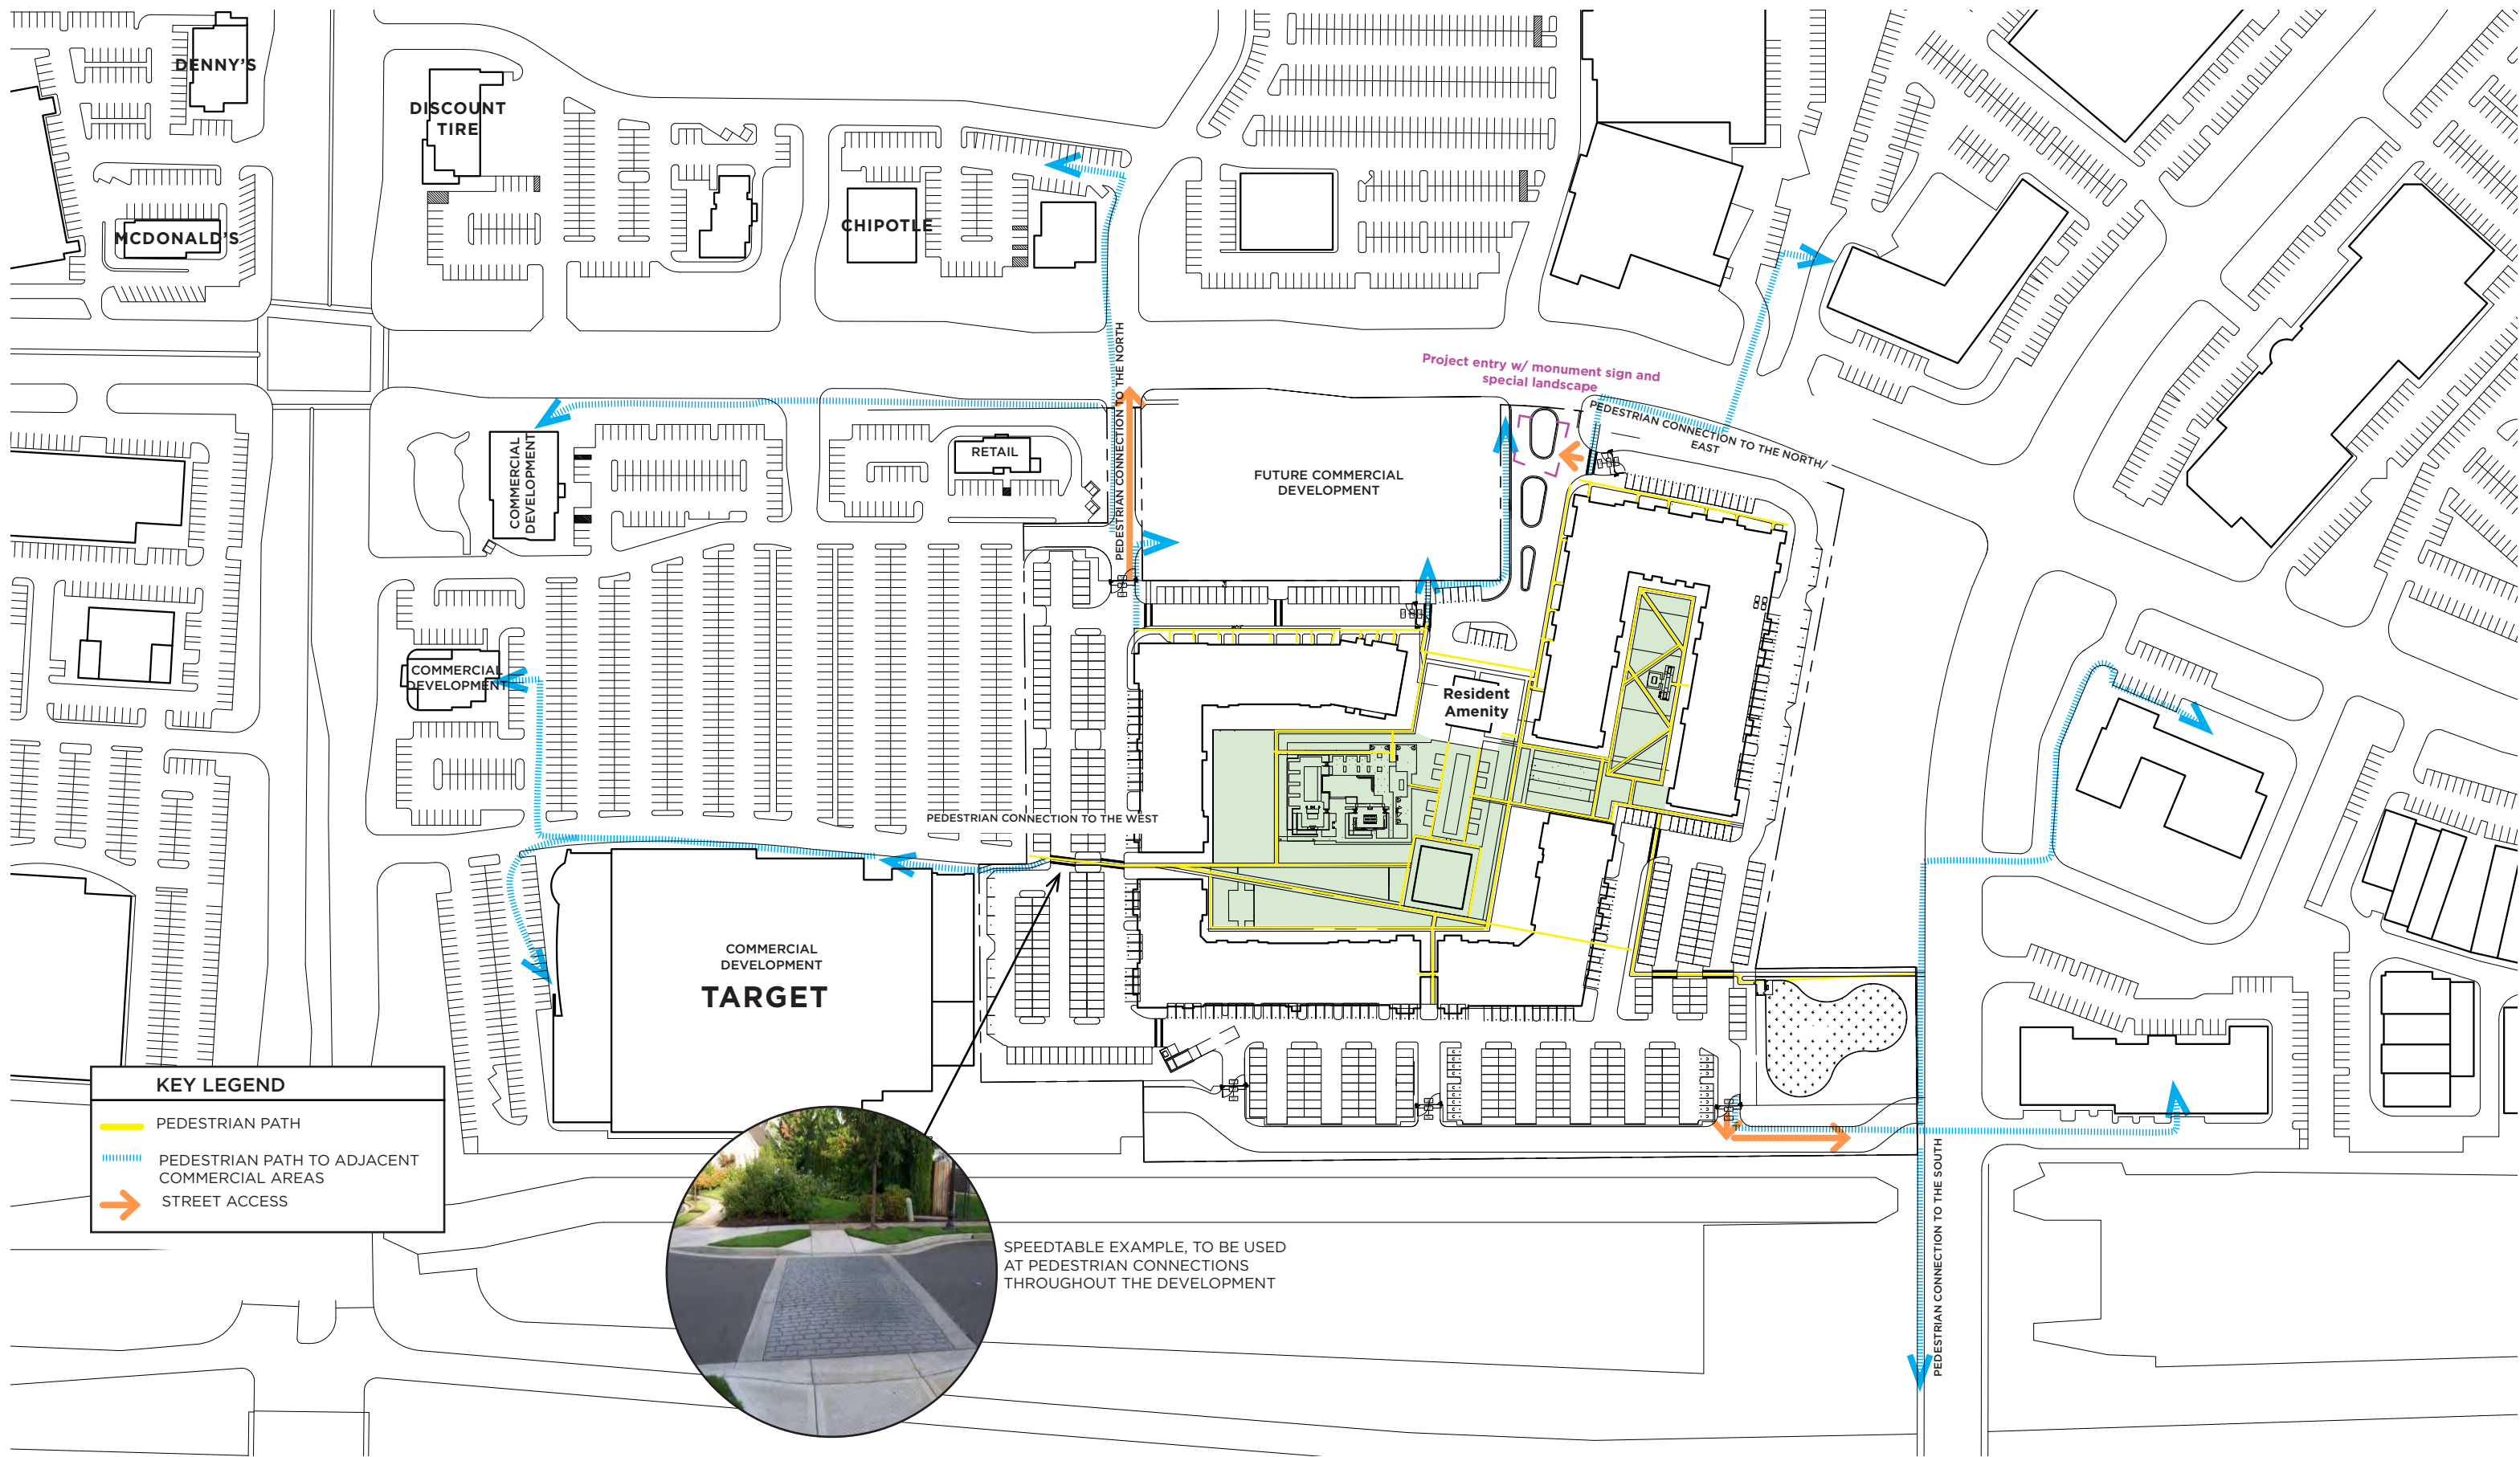 DENNY'S
DISCOUNT
TIRE
MCDONALD'S
CHIPOTLE
PEDESTRIAN CONNECTION TO THE NORTH
Project entry w/ monument sign and
special landscape
PEDESTRIAN CONNECTION TO THE NORTH/
EAST
COMMERCIAL
DEVELOPMENT
RETAIL
FUTURE COMMERCIAL
DEVELOPMENT
COMMERCIAL
DEVELOPMENT
Resident
Amenity
PEDESTRIAN CONNECTION TO THE WEST
COMMERCIAL
DEVELOPMENT
TARGET
KEY LEGEND
PEDESTRIAN PATH
PEDESTRIAN PATH TO ADJACENT
COMMERCIAL AREAS
STREET ACCESS
SPEEDTABLE EXAMPLE, TO BE USED
AT PEDESTRIAN CONNECTIONS
THROUGHOUT THE DEVELOPMENT
PEDESTRIAN CONNECTION TO THE SOUTH